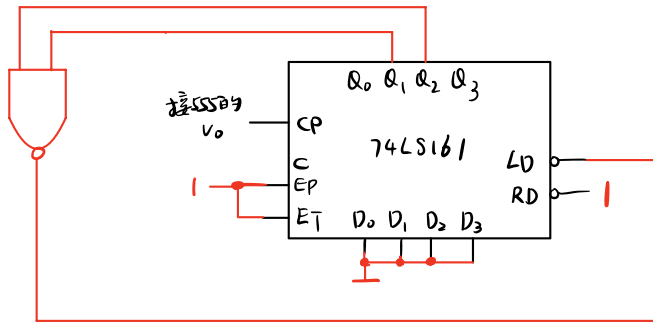 Q0 Q1 Q2 Q3
接555的
v0
CP
74LS161
C
LD
1
EP
RD
1
ET
D0 D1 D2 D3